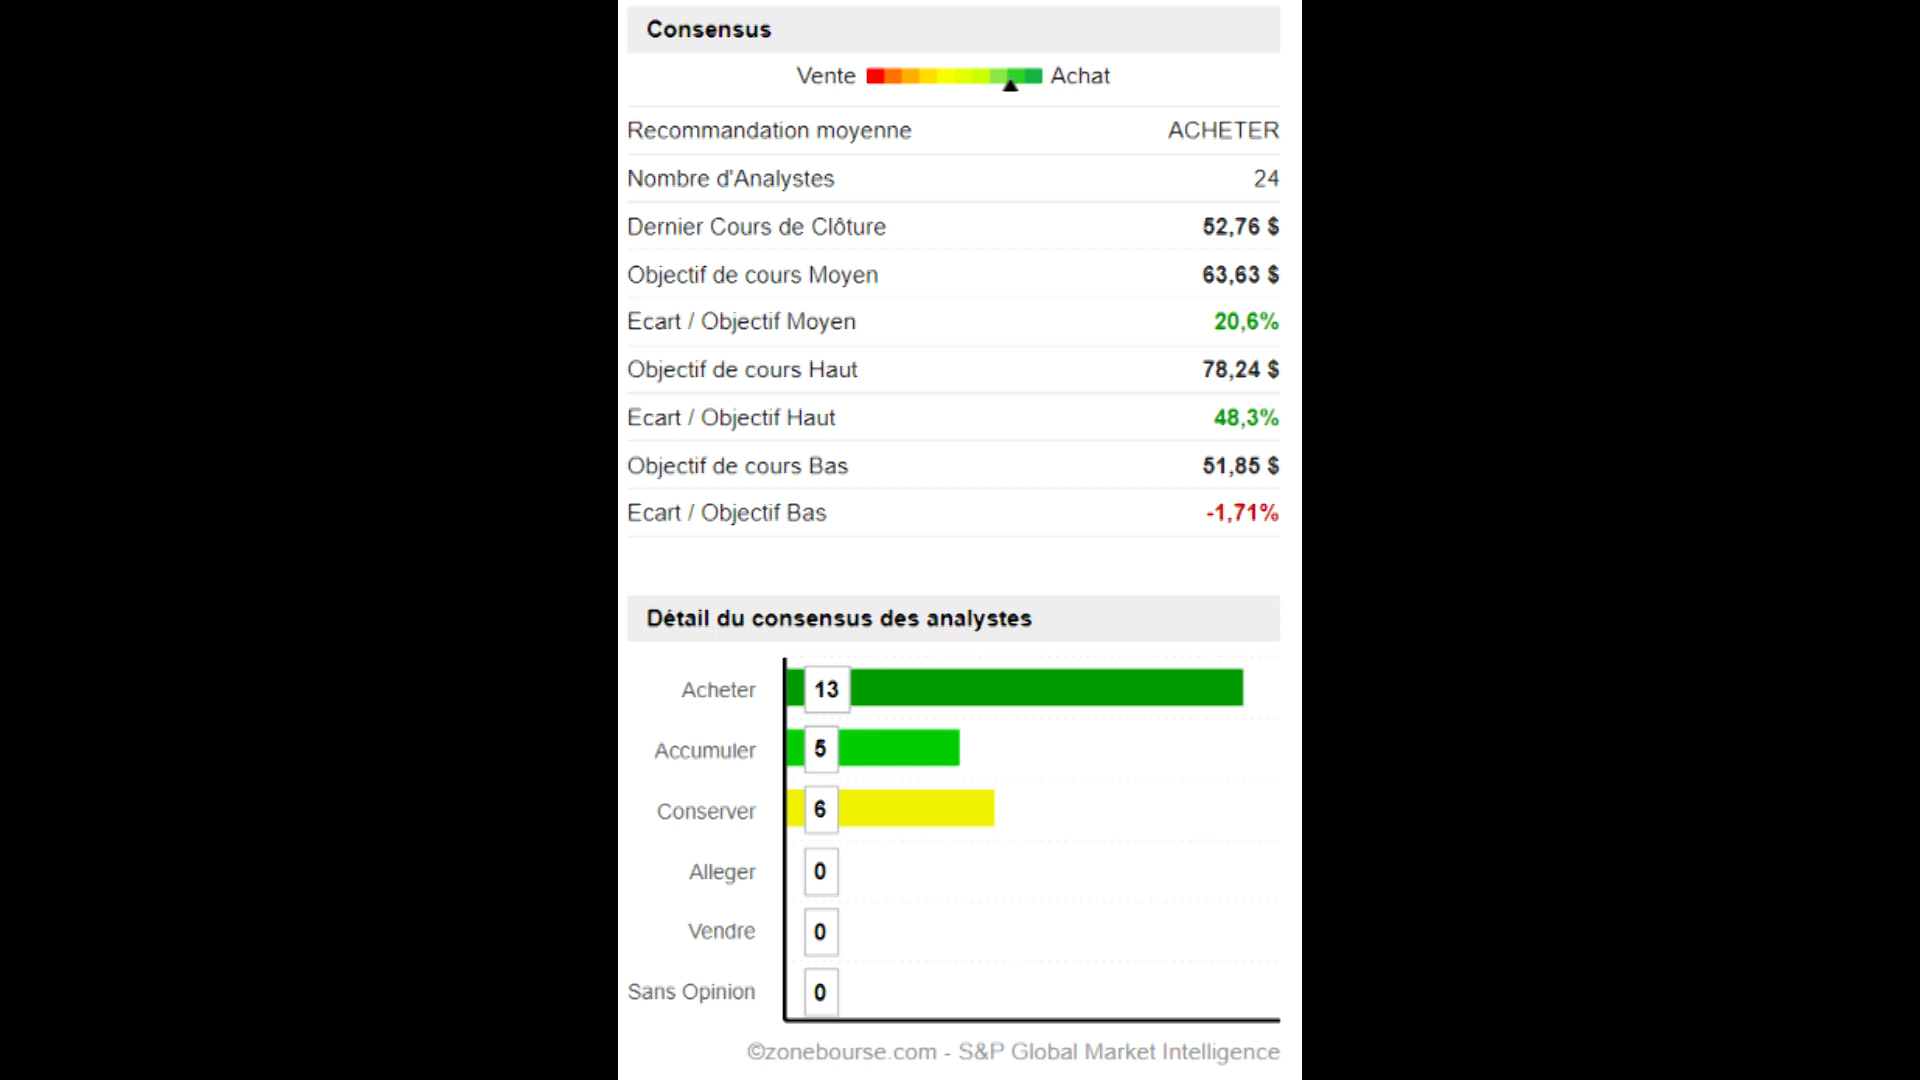 Consensus
Vente Achat
Recommandation moyenne ACHETER
Nombre d'Analystes 24
Dernier Cours de Clôture 52,76 $
Objectif de cours Moyen 63,63 $
Ecart / Objectif Moyen 20,6%
Objectif de cours Haut 78,24 $
Ecart / Objectif Haut 48,3%
Objectif de cours Bas 51,85 $
Ecart / Objectif Bas -1,71%
Détail du consensus des analystes
Acheter 13
Accumuler 5
Conserver 6
Alleger 0
Vendre 0
Sans Opinion 0
©zonebourse.com - S&P Global Market Intelligence